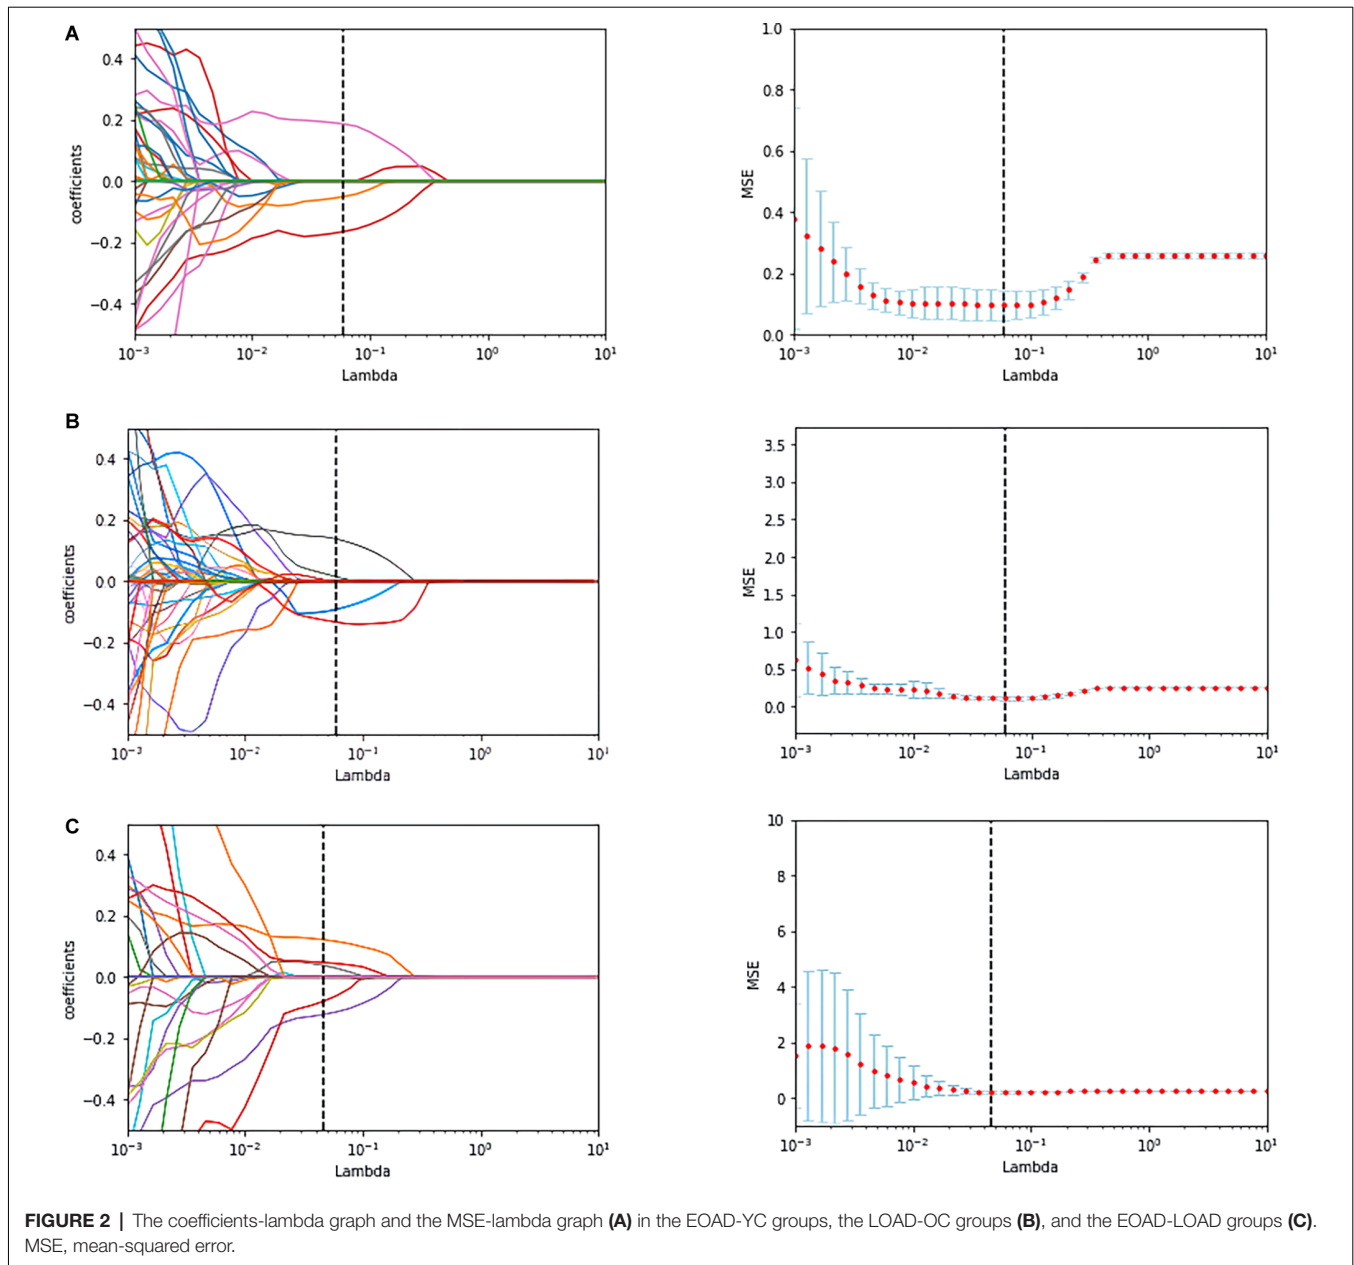 A
0.4
0.2
0.0
−0.2
−0.4
coefficients
10⁻³ 10⁻² 10⁻¹ 10⁰ 10¹
Lambda
1.0
0.8
0.6
0.4
0.2
0.0
MSE
10⁻³ 10⁻² 10⁻¹ 10⁰ 10¹
Lambda
B
0.4
0.2
0.0
−0.2
−0.4
coefficients
10⁻³ 10⁻² 10⁻¹ 10⁰ 10¹
Lambda
3.5
3.0
2.5
2.0
1.5
1.0
0.5
0.0
MSE
10⁻³ 10⁻² 10⁻¹ 10⁰ 10¹
Lambda
C
0.4
0.2
0.0
−0.2
−0.4
coefficients
10⁻³ 10⁻² 10⁻¹ 10⁰ 10¹
Lambda
10
8
6
4
2
0
MSE
10⁻³ 10⁻² 10⁻¹ 10⁰ 10¹
Lambda
FIGURE 2 | The coefficients-lambda graph and the MSE-lambda graph (A) in the EOAD-YC groups, the LOAD-OC groups (B), and the EOAD-LOAD groups (C).
MSE, mean-squared error.